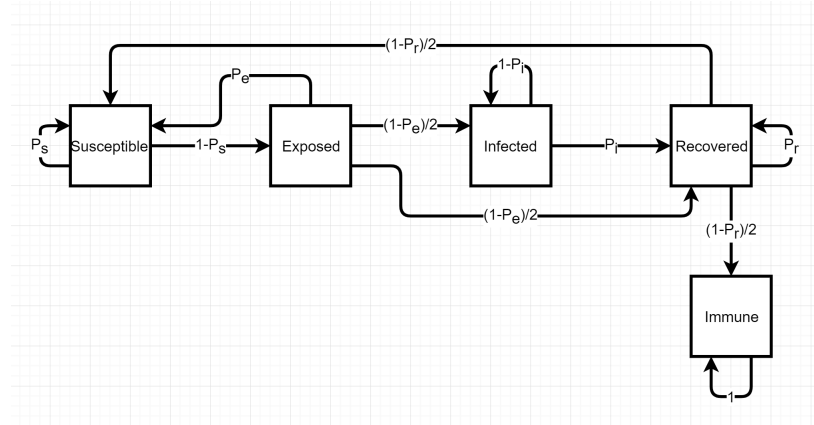 (1-Pr)/2
Pe
1-Pi
Ps
Susceptible
1-Ps
Exposed
(1-Pe)/2
Infected
Pi
Recovered
Pr
(1-Pe)/2
(1-Pr)/2
Immune
1